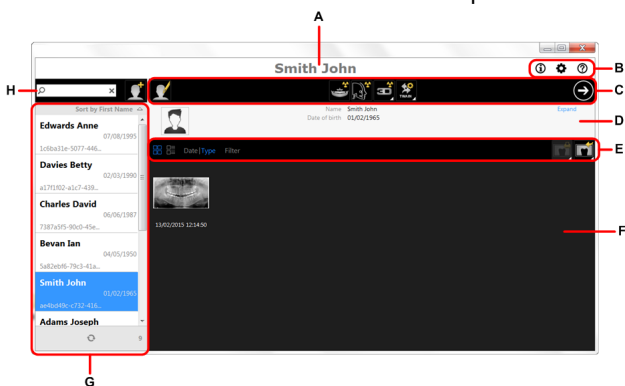 A
Smith John
B
H
C
TWAIN
Sort by First Name
Name Smith John
Expand
D
Date of birth 01/02/1965
Edwards Anne
07/08/1995
1c6ba31e-5077-446...
E
Date|Type Filter
Davies Betty
02/03/1990
a17f1f02-a1c7-439...
Charles David
06/06/1987
7387a5f5-90c0-45e...
13/02/2015 12:14:50
F
Bevan Ian
04/05/1950
5a82ebf6-79c3-41a...
Smith John
01/02/1965
ae4bd49c-c732-416...
Adams Joseph
9
G